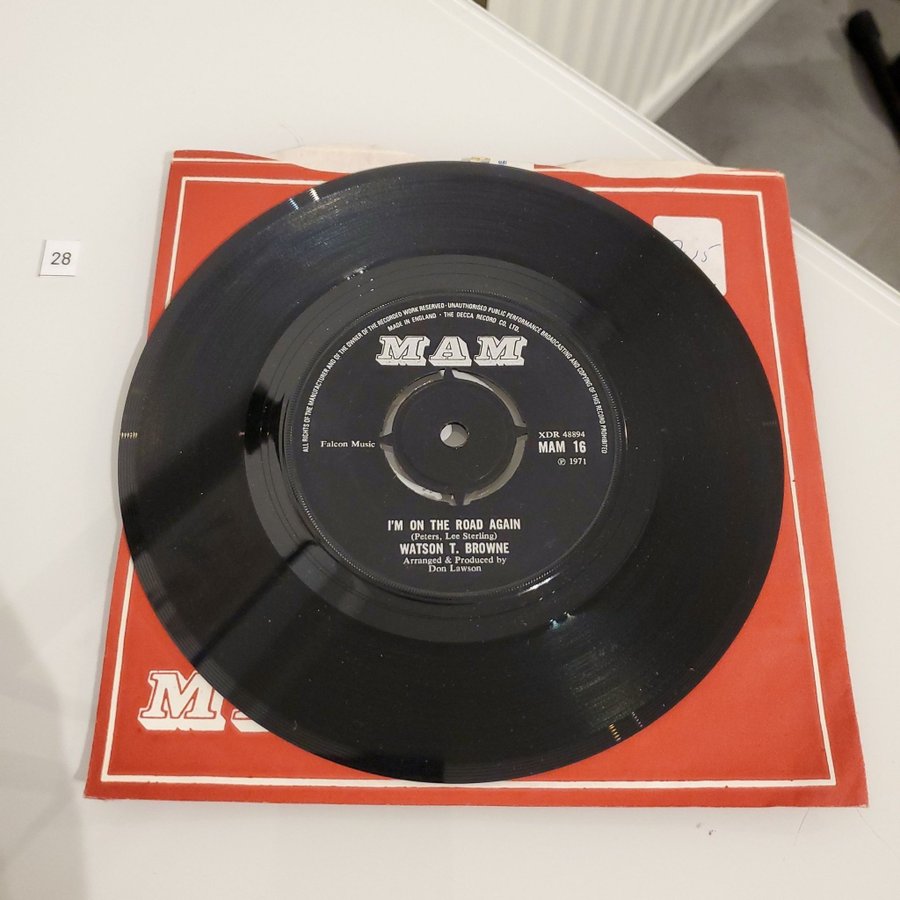 28
ALL RIGHTS OF THE MANUFACTURER AND OF THE OWNER OF THE RECORDED WORK RESERVED · UNAUTHORISED PUBLIC PERFORMANCE BROADCASTING AND COPYING OF THIS RECORD PROHIBITED
MADE IN ENGLAND · THE DECCA RECORD CO. LTD.
MAM
Falcon Music
XDR 48894
MAM 16
℗ 1971
I'M ON THE ROAD AGAIN
(Peters, Lee Sterling)
WATSON T. BROWNE
Arranged & Produced by
Don Lawson
M